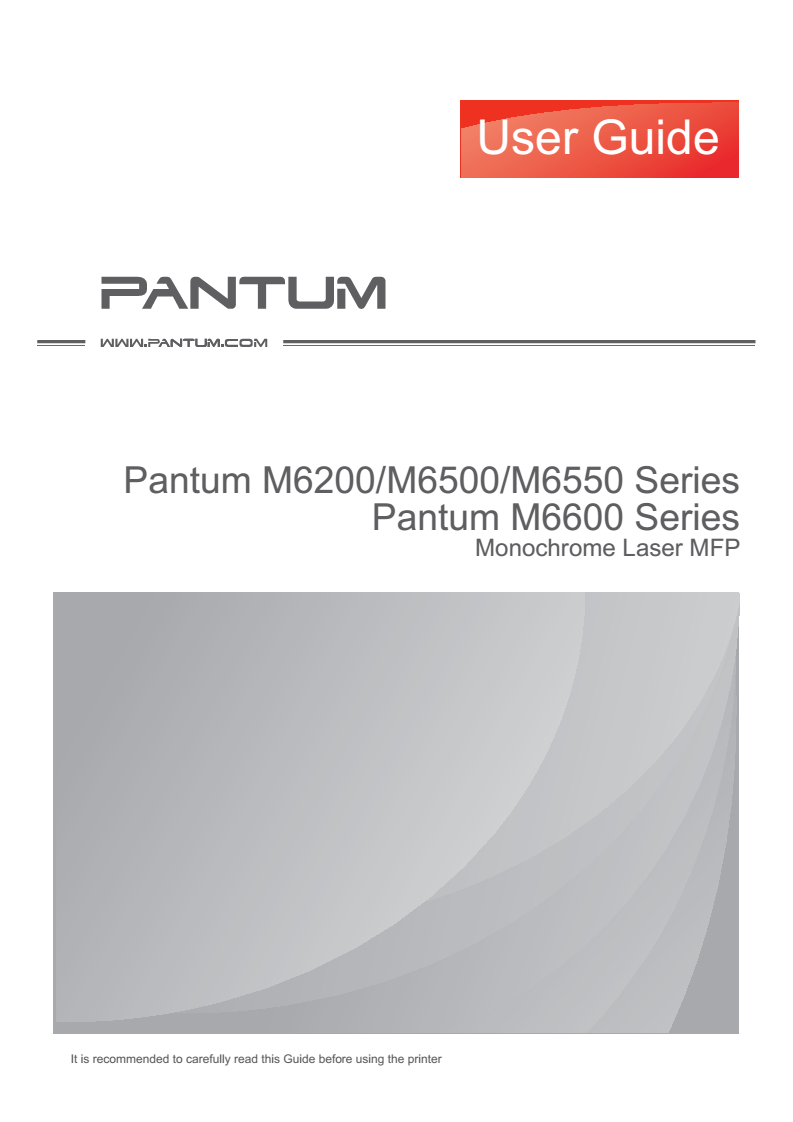 User Guide
PANTUM
WWW.PANTUM.COM
Pantum M6200/M6500/M6550 Series
Pantum M6600 Series
Monochrome Laser MFP
It is recommended to carefully read this Guide before using the printer